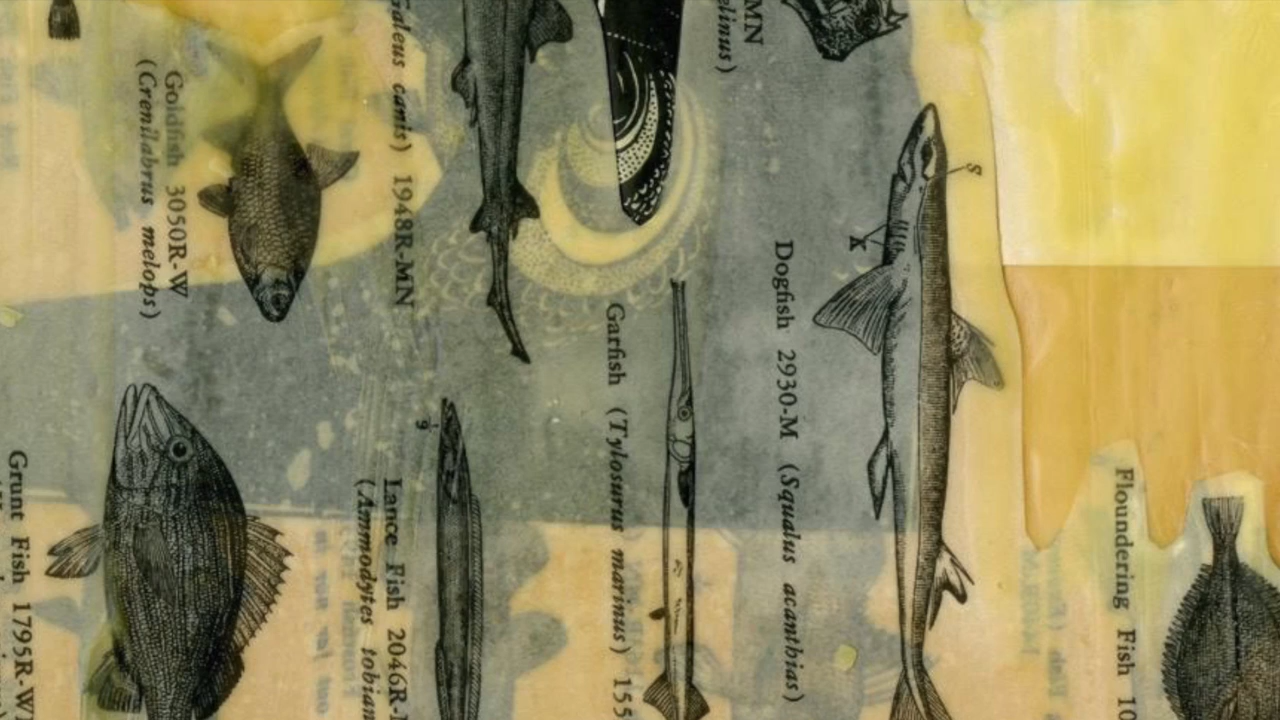 Goldfish 3050R-W
(Crenilabrus melops)
Galeus canis) 1948R-MN
MN
elinus)
S
K
Dogfish 2930-M (Squalus acanthias)
Garfish (Tylosurus marinus) 155
9
Lance Fish 2046R-
(Ammodytes tobian
Grunt Fish 1795R-W
Floundering Fish 10